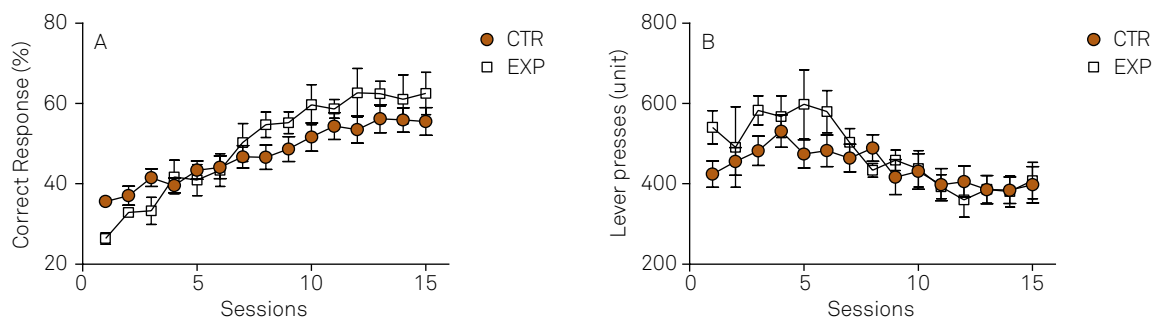 A
Correct Response (%)
80
60
40
20
0
5
10
15
Sessions
CTR
EXP
B
Lever presses (unit)
800
600
400
200
0
5
10
15
Sessions
CTR
EXP